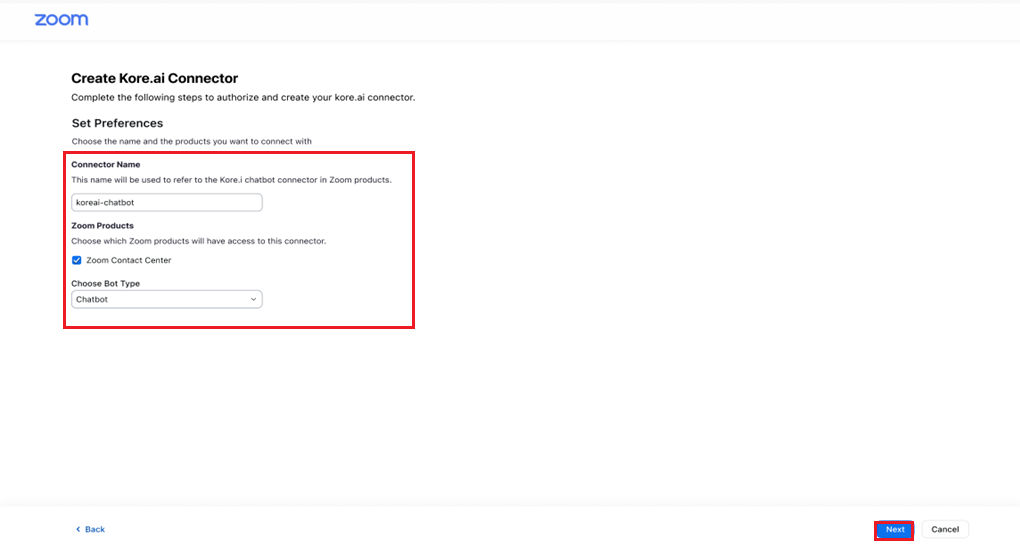 zoom
Create Kore.ai Connector
Complete the following steps to authorize and create your kore.ai connector.
Set Preferences
Choose the name and the products you want to connect with
Connector Name
This name will be used to refer to the Kore.i chatbot connector in Zoom products.
koreai-chatbot
Zoom Products
Choose which Zoom products will have access to this connector.
Zoom Contact Center
Choose Bot Type
Chatbot
Back
Next
Cancel